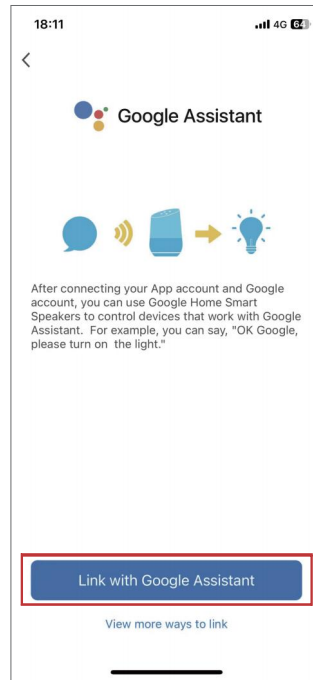 18:11 4G 64
Google Assistant
After connecting your App account and Google
account, you can use Google Home Smart
Speakers to control devices that work with Google
Assistant. For example, you can say, "OK Google,
please turn on the light."
Link with Google Assistant
View more ways to link